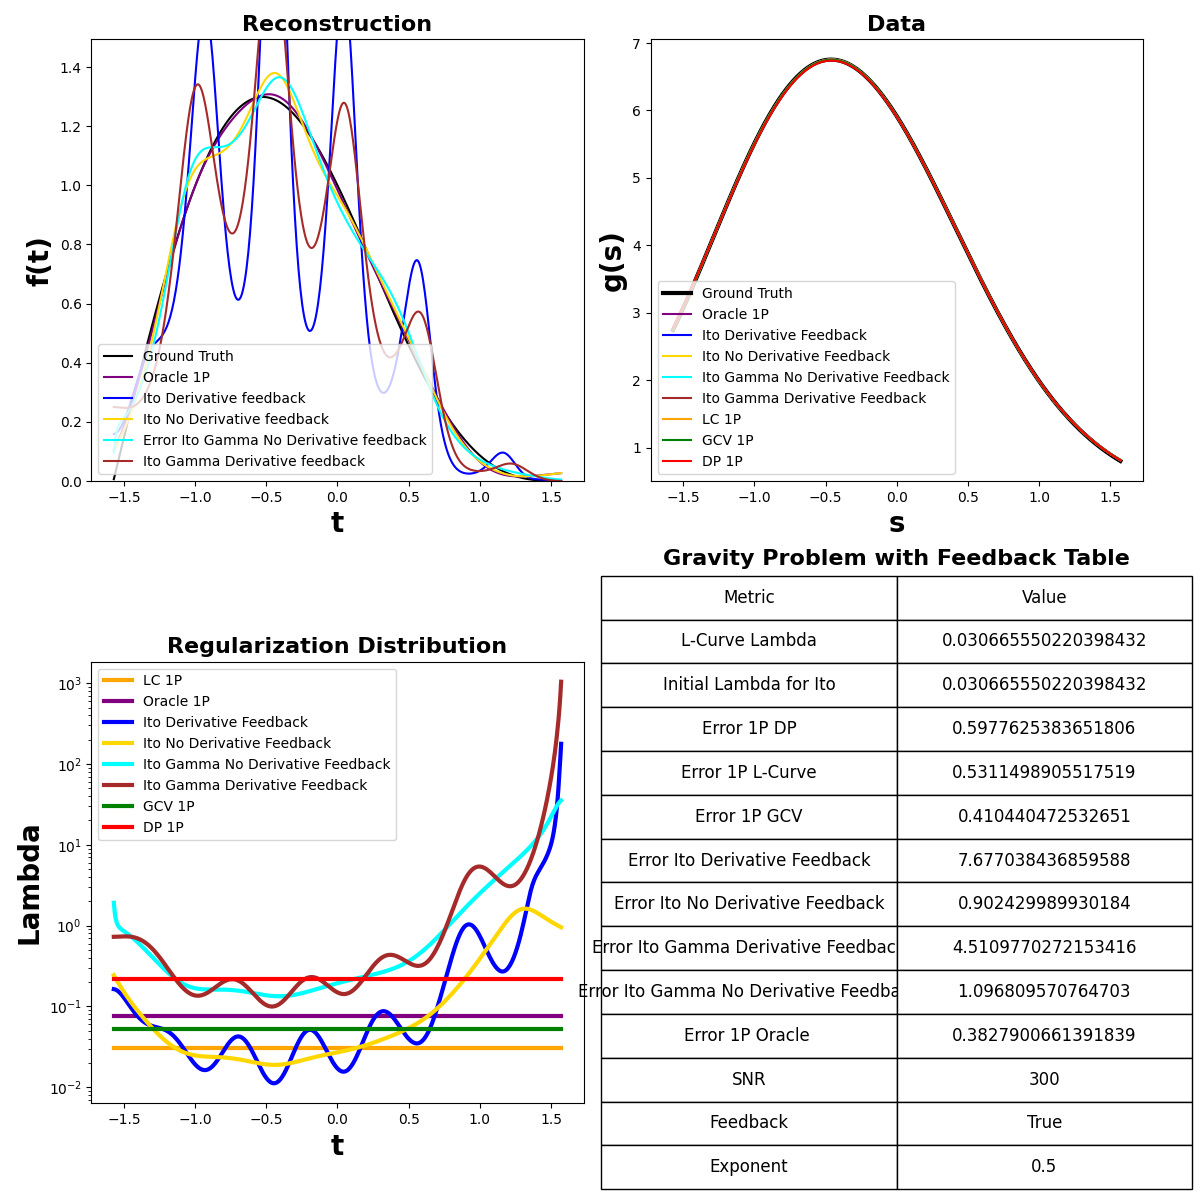 Reconstruction
f(t)
1.4
1.2
1.0
0.8
0.6
0.4
0.2
0.0
Ground Truth
Oracle 1P
Ito Derivative feedback
Ito No Derivative feedback
Error Ito Gamma No Derivative feedback
Ito Gamma Derivative feedback
−1.5 −1.0 −0.5 0.0 0.5 1.0 1.5
t
Data
g(s)
7
6
5
4
3
2
1
Ground Truth
Oracle 1P
Ito Derivative Feedback
Ito No Derivative Feedback
Ito Gamma No Derivative Feedback
Ito Gamma Derivative Feedback
LC 1P
GCV 1P
DP 1P
−1.5 −1.0 −0.5 0.0 0.5 1.0 1.5
s
Regularization Distribution
Lambda
10³
10²
10¹
10⁰
10⁻¹
10⁻²
LC 1P
Oracle 1P
Ito Derivative Feedback
Ito No Derivative Feedback
Ito Gamma No Derivative Feedback
Ito Gamma Derivative Feedback
GCV 1P
DP 1P
−1.5 −1.0 −0.5 0.0 0.5 1.0 1.5
t
Gravity Problem with Feedback Table
Metric Value
L-Curve Lambda 0.030665550220398432
Initial Lambda for Ito 0.030665550220398432
Error 1P DP 0.5977625383651806
Error 1P L-Curve 0.5311498905517519
Error 1P GCV 0.410440472532651
Error Ito Derivative Feedback 7.677038436859588
Error Ito No Derivative Feedback 0.902429989930184
Error Ito Gamma Derivative Feedbac 4.5109770272153416
Error Ito Gamma No Derivative Feedba 1.096809570764703
Error 1P Oracle 0.3827900661391839
SNR 300
Feedback True
Exponent 0.5